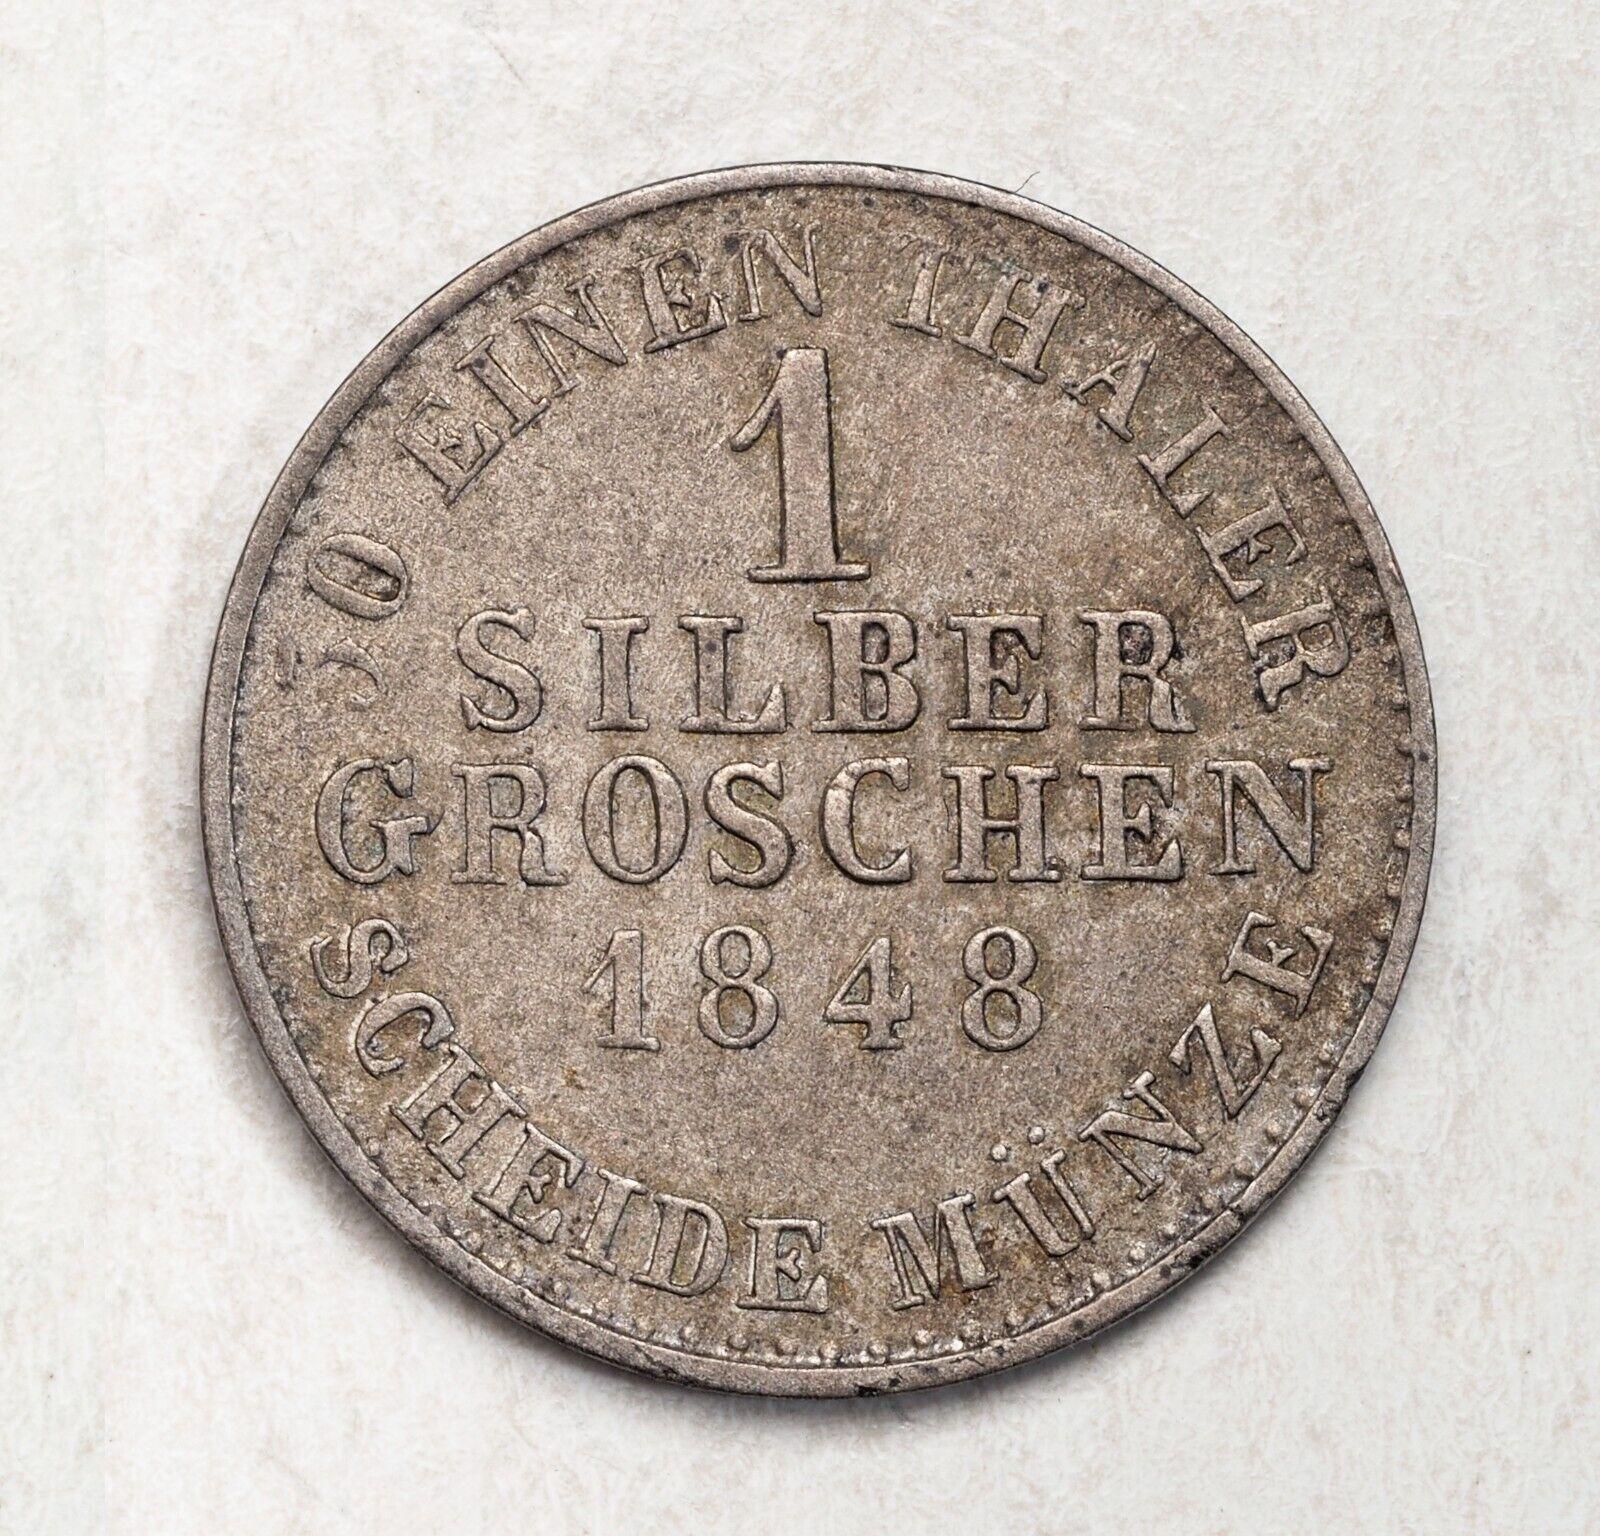 30 EINEN THALER
1
SILBER
GROSCHEN
1848
SCHEIDE MÜNZE